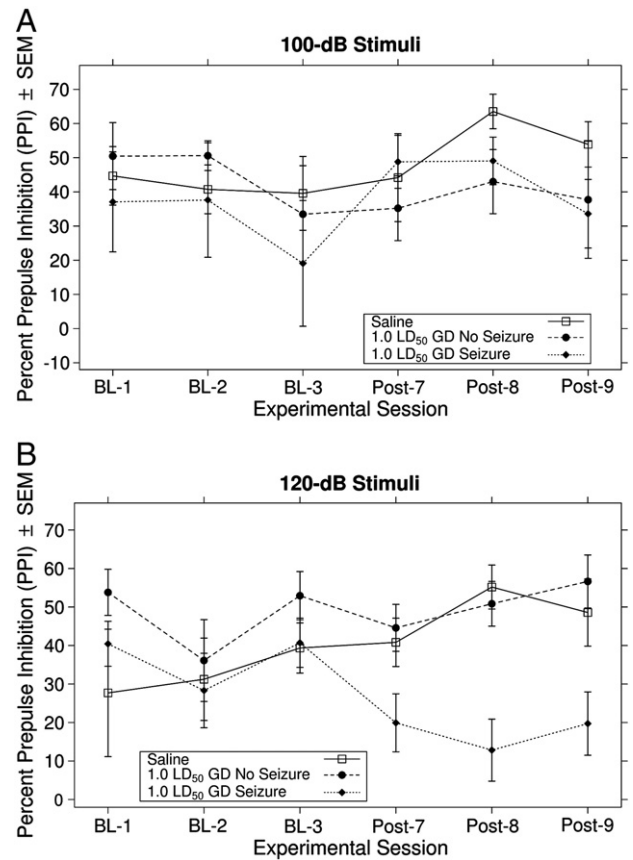 A
100-dB Stimuli
Percent Prepulse Inhibition (PPI) ± SEM
70
60
50
40
30
20
10
0
-10
Saline
1.0 LD₅₀ GD No Seizure
1.0 LD₅₀ GD Seizure
BL-1 BL-2 BL-3 Post-7 Post-8 Post-9
Experimental Session
B
120-dB Stimuli
Percent Prepulse Inhibition (PPI) ± SEM
70
60
50
40
30
20
10
0
Saline
1.0 LD₅₀ GD No Seizure
1.0 LD₅₀ GD Seizure
BL-1 BL-2 BL-3 Post-7 Post-8 Post-9
Experimental Session